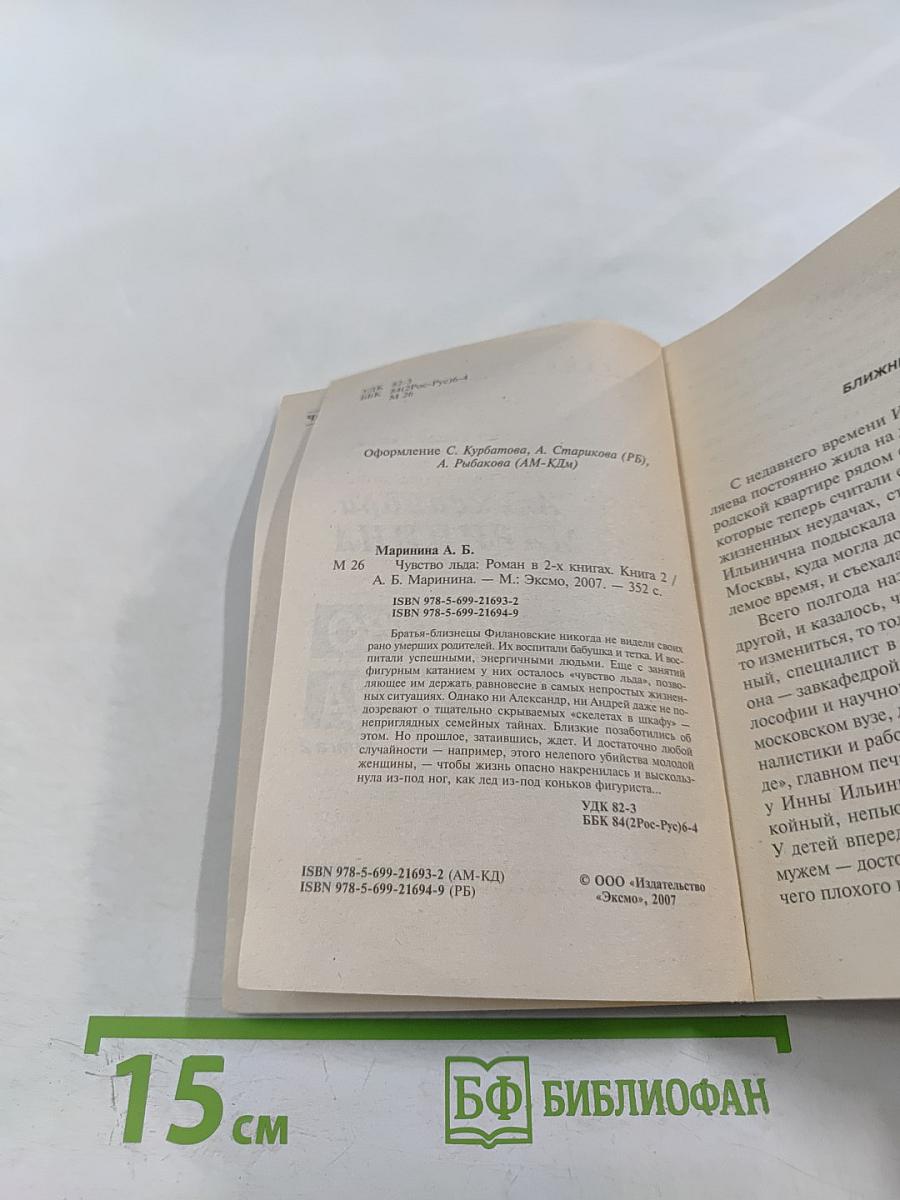 УДК 82-3
ББК 84(2Рос-Рус)6-4
М 26
Оформление С. Курбатова, А. Старикова (РБ),
А. Рыбакова (АМ-КДм)
Маринина А. Б.
М 26 Чувство льда: Роман в 2-х книгах. Книга 2 /
А. Б. Маринина. — М.: Эксмо, 2007. — 352 с.
ISBN 978-5-699-21693-2
ISBN 978-5-699-21694-9
Братья-близнецы Филановские никогда не видели своих
рано умерших родителей. Их воспитали бабушка и тетка. И вос-
питали успешными, энергичными людьми. Еще с занятий
фигурным катанием у них осталось «чувство льда», позво-
ляющее им держать равновесие в самых непростых жизнен-
ных ситуациях. Однако ни Александр, ни Андрей даже не по-
дозревают о тщательно скрываемых «скелетах в шкафу» —
неприглядных семейных тайнах. Близкие позаботились об
этом. Но прошлое, затаившись, ждет. И достаточно любой
случайности — например, этого нелепого убийства молодой
женщины, — чтобы жизнь опасно накренилась и выскольз-
нула из-под ног, как лед из-под коньков фигуриста...
УДК 82-3
ББК 84(2Рос-Рус)6-4
ISBN 978-5-699-21693-2 (АМ-КД)
ISBN 978-5-699-21694-9 (РБ)
© ООО «Издательство
«Эксмо», 2007
БЛИЖНИ
С недавнего времени И
ляева постоянно жила на
родской квартире рядом
которые теперь считали
жизненных неудачах, ст
Ильинична подыскала
Москвы, куда могла до
лемое время, и съехала
Всего полгода наз
другой, и казалось, ч
то измениться, то тол
ный, специалист в
она — завкафедрой
лософии и научног
московском вузе,
налистики и рабо
де», главном печ
у Инны Ильин
койный, непью
У детей вперед
мужем — досто
чего плохого
15 см
БФ БИБЛИОФАН